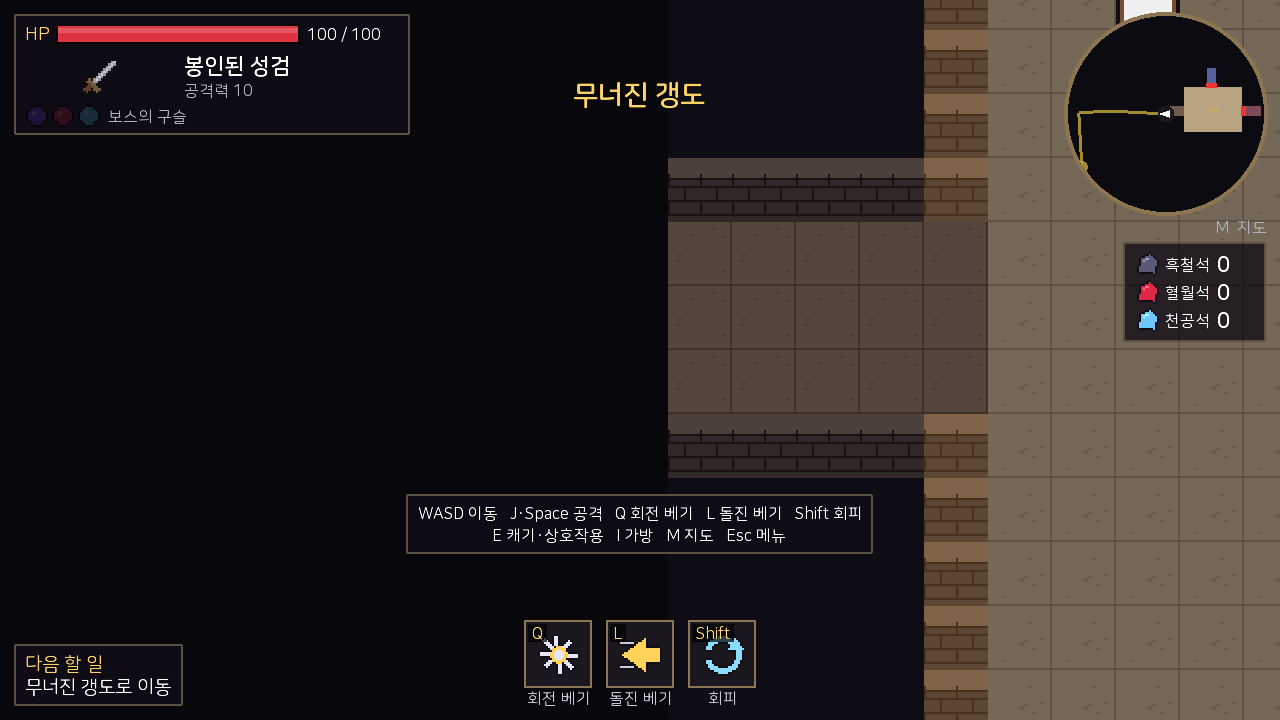 HP 100 / 100
봉인된 성검
공격력 10
보스의 구슬
무너진 갱도
M 지도
흑철석 0
혈월석 0
천공석 0
WASD 이동 J·Space 공격 Q 회전 베기 L 돌진 베기 Shift 회피
E 캐기·상호작용 I 가방 M 지도 Esc 메뉴
Q L Shift
회전 베기 돌진 베기 회피
다음 할 일
무너진 갱도로 이동